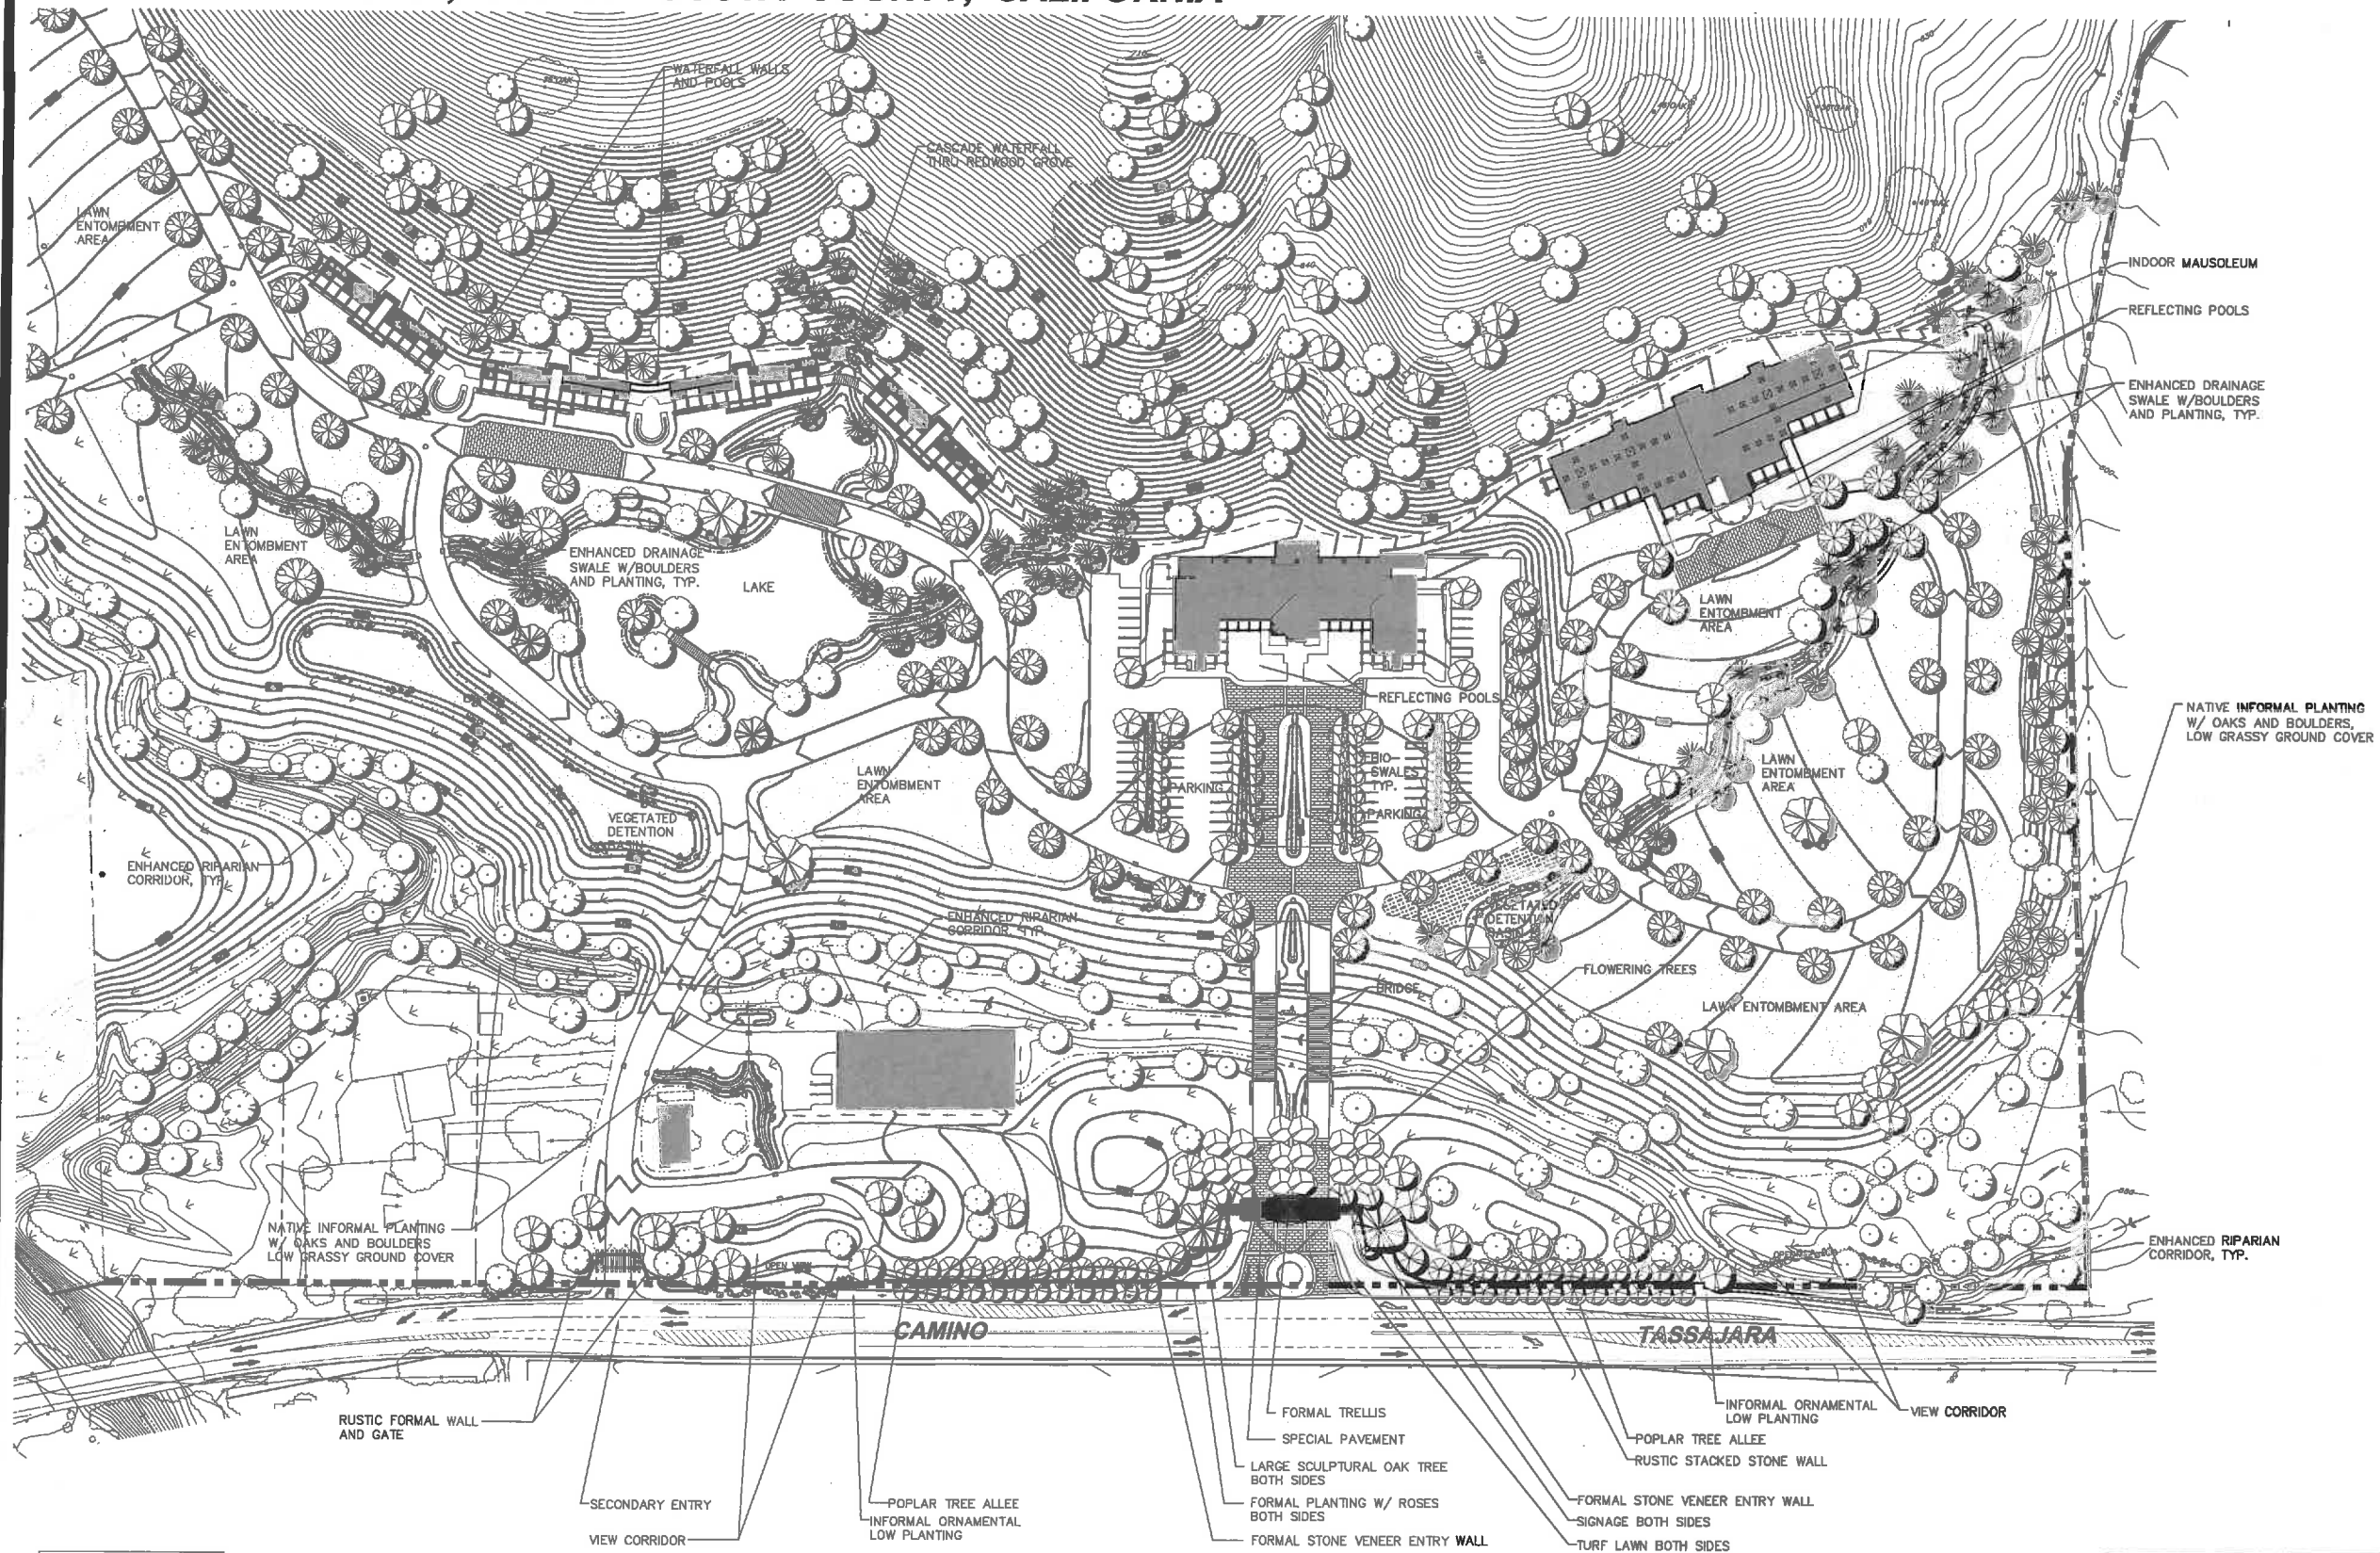 COUNTY, CALIFORNIA
WATERFALL WALLS
AND POOLS
CASCADE WATERFALL
THRU REDWOOD GROVE
LAWN
ENTOMBMENT
AREA
INDOOR MAUSOLEUM
REFLECTING POOLS
ENHANCED DRAINAGE
SWALE W/BOULDERS
AND PLANTING, TYP.
LAWN
ENTOMBMENT
AREA
ENHANCED DRAINAGE
SWALE W/BOULDERS
AND PLANTING, TYP.
LAKE
LAWN
ENTOMBMENT
AREA
REFLECTING POOLS
NATIVE INFORMAL PLANTING
W/ OAKS AND BOULDERS,
LOW GRASSY GROUND COVER
LAWN
ENTOMBMENT
AREA
BIO-
SWALES
TYP.
LAWN
ENTOMBMENT
AREA
PARKING
PARKING
VEGETATED
DETENTION
BASIN
ENHANCED RIPARIAN
CORRIDOR, TYP.
ENHANCED RIPARIAN
CORRIDOR, TYP.
VEGETATED
DETENTION
BASIN
FLOWERING TREES
BRIDGE
LAWN ENTOMBMENT AREA
NATIVE INFORMAL PLANTING
W/ OAKS AND BOULDERS
LOW GRASSY GROUND COVER
ENHANCED RIPARIAN
CORRIDOR, TYP.
OPEN VIEW
CAMINO
TASSAJARA
RUSTIC FORMAL WALL
AND GATE
FORMAL TRELLIS
SPECIAL PAVEMENT
LARGE SCULPTURAL OAK TREE
BOTH SIDES
FORMAL PLANTING W/ ROSES
BOTH SIDES
FORMAL STONE VENEER ENTRY WALL
INFORMAL ORNAMENTAL
LOW PLANTING
VIEW CORRIDOR
POPLAR TREE ALLEE
RUSTIC STACKED STONE WALL
FORMAL STONE VENEER ENTRY WALL
SIGNAGE BOTH SIDES
TURF LAWN BOTH SIDES
SECONDARY ENTRY
VIEW CORRIDOR
POPLAR TREE ALLEE
INFORMAL ORNAMENTAL
LOW PLANTING